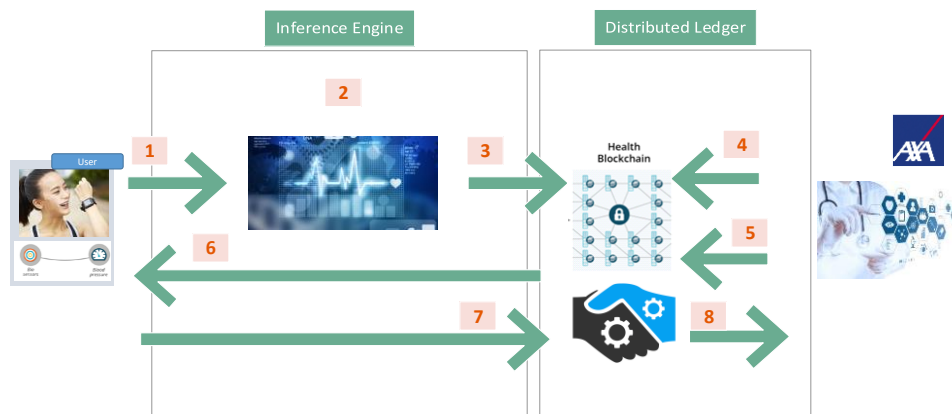 Inference Engine
Distributed Ledger
2
1
3
4
User
Health
Blockchain
AXA
DNA
6
5
Bio
sensors
Blood
pressure
7
8